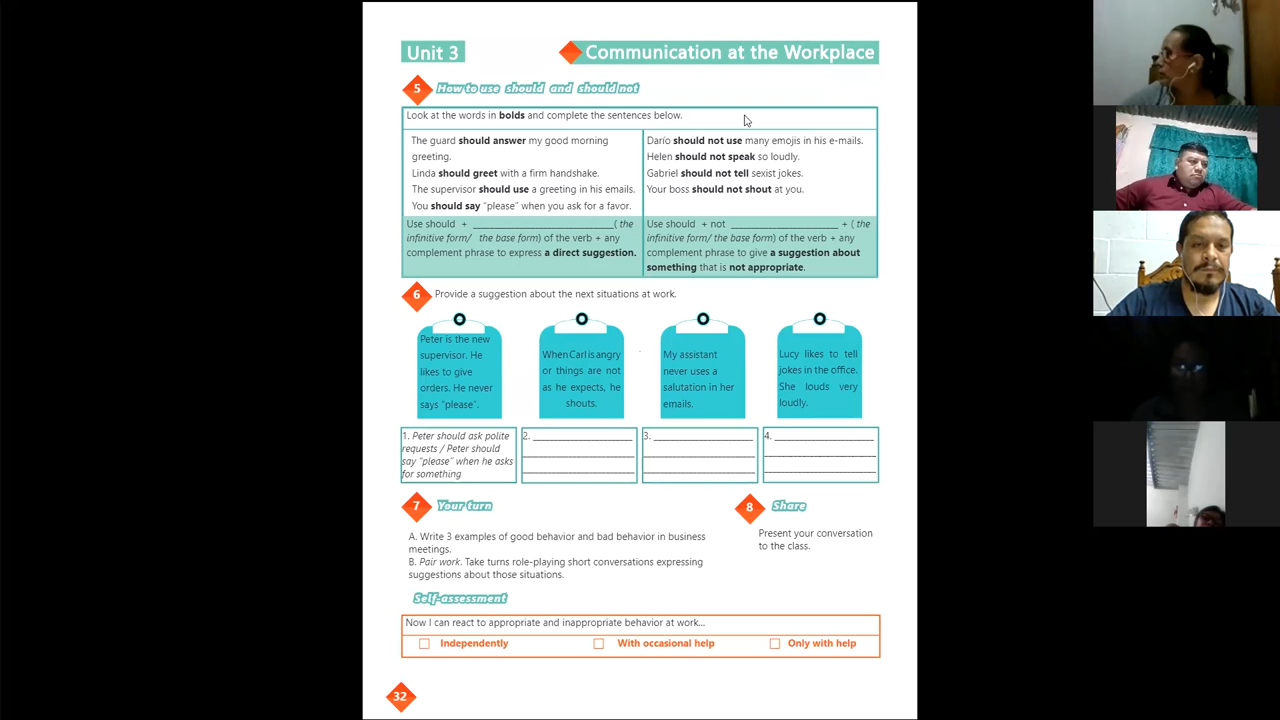 Unit 3
Communication at the Workplace
5 How to use should and should not
Look at the words in bolds and complete the sentences below.
The guard should answer my good morning
greeting.
Linda should greet with a firm handshake.
The supervisor should use a greeting in his emails.
You should say “please” when you ask for a favor.
Darío should not use many emojis in his e-mails.
Helen should not speak so loudly.
Gabriel should not tell sexist jokes.
Your boss should not shout at you.
Use should + ________________________( the
infinitive form/ the base form) of the verb + any
complement phrase to express a direct suggestion.
Use should + not __________________ + ( the
infinitive form/ the base form) of the verb + any
complement phrase to give a suggestion about
something that is not appropriate.
6 Provide a suggestion about the next situations at work.
Peter is the new
supervisor. He
likes to give
orders. He never
says “please”.
When Carl is angry
or things are not
as he expects, he
shouts.
My assistant
never uses a
salutation in her
emails.
Lucy likes to tell
jokes in the office.
She louds very
loudly.
1. Peter should ask polite
requests / Peter should
say “please” when he asks
for something
2. __________________
3. __________________
4. __________________
7 Your turn
A. Write 3 examples of good behavior and bad behavior in business
meetings.
B. Pair work. Take turns role-playing short conversations expressing
suggestions about those situations.
8 Share
Present your conversation
to the class.
Self-assessment
Now I can react to appropriate and inappropriate behavior at work...
Independently
With occasional help
Only with help
32